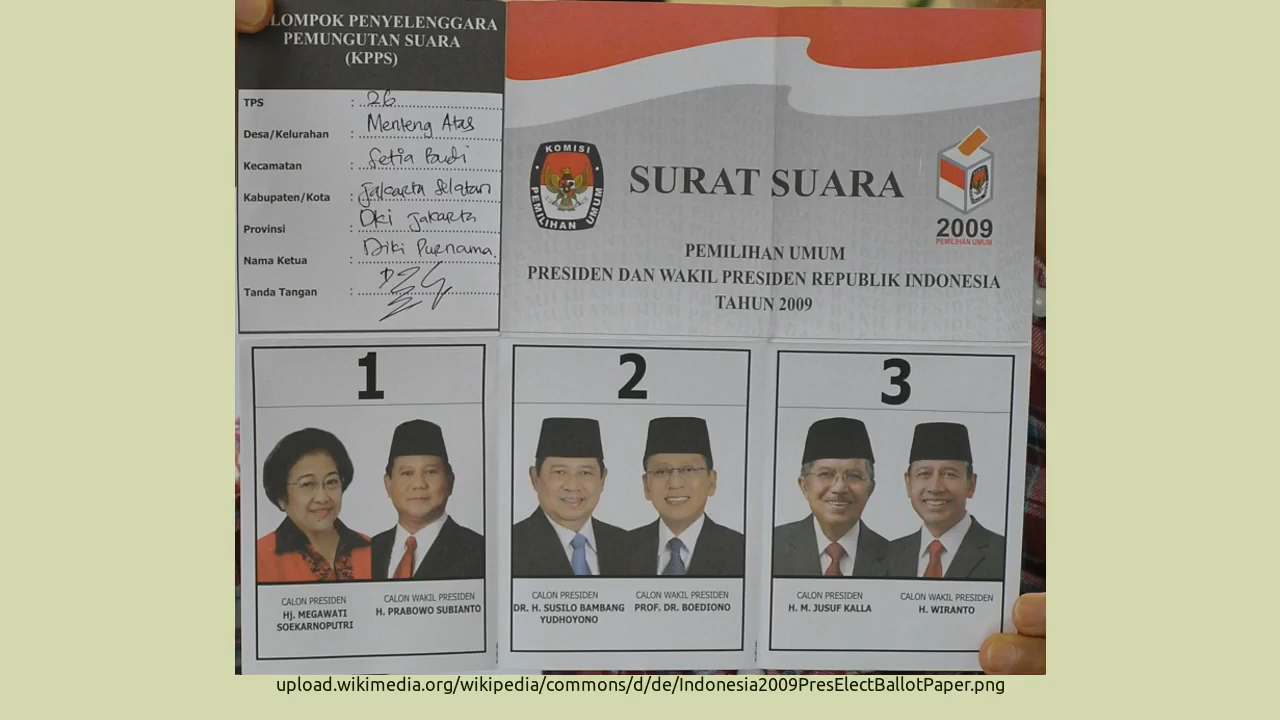 LOMPOK PENYELENGGARA
PEMUNGUTAN SUARA
(KPPS)
TPS : 26
Desa/Kelurahan : Menteng Atas
Kecamatan : Setia Budi
Kabupaten/Kota : Jakarta Selatan
Provinsi : Dki Jakarta
Nama Ketua : Diki Purnama.
Tanda Tangan :
KOMISI
PEMILIHAN UMUM
SURAT SUARA
2009
PEMILIHAN UMUM
PEMILIHAN UMUM
PRESIDEN DAN WAKIL PRESIDEN REPUBLIK INDONESIA
TAHUN 2009
1
CALON PRESIDEN
Hj. MEGAWATI
SOEKARNOPUTRI
CALON WAKIL PRESIDEN
H. PRABOWO SUBIANTO
2
CALON PRESIDEN
DR. H. SUSILO BAMBANG
YUDHOYONO
CALON WAKIL PRESIDEN
PROF. DR. BOEDIONO
3
CALON PRESIDEN
H. M. JUSUF KALLA
CALON WAKIL PRESIDEN
H. WIRANTO
upload.wikimedia.org/wikipedia/commons/d/de/Indonesia2009PresElectBallotPaper.png